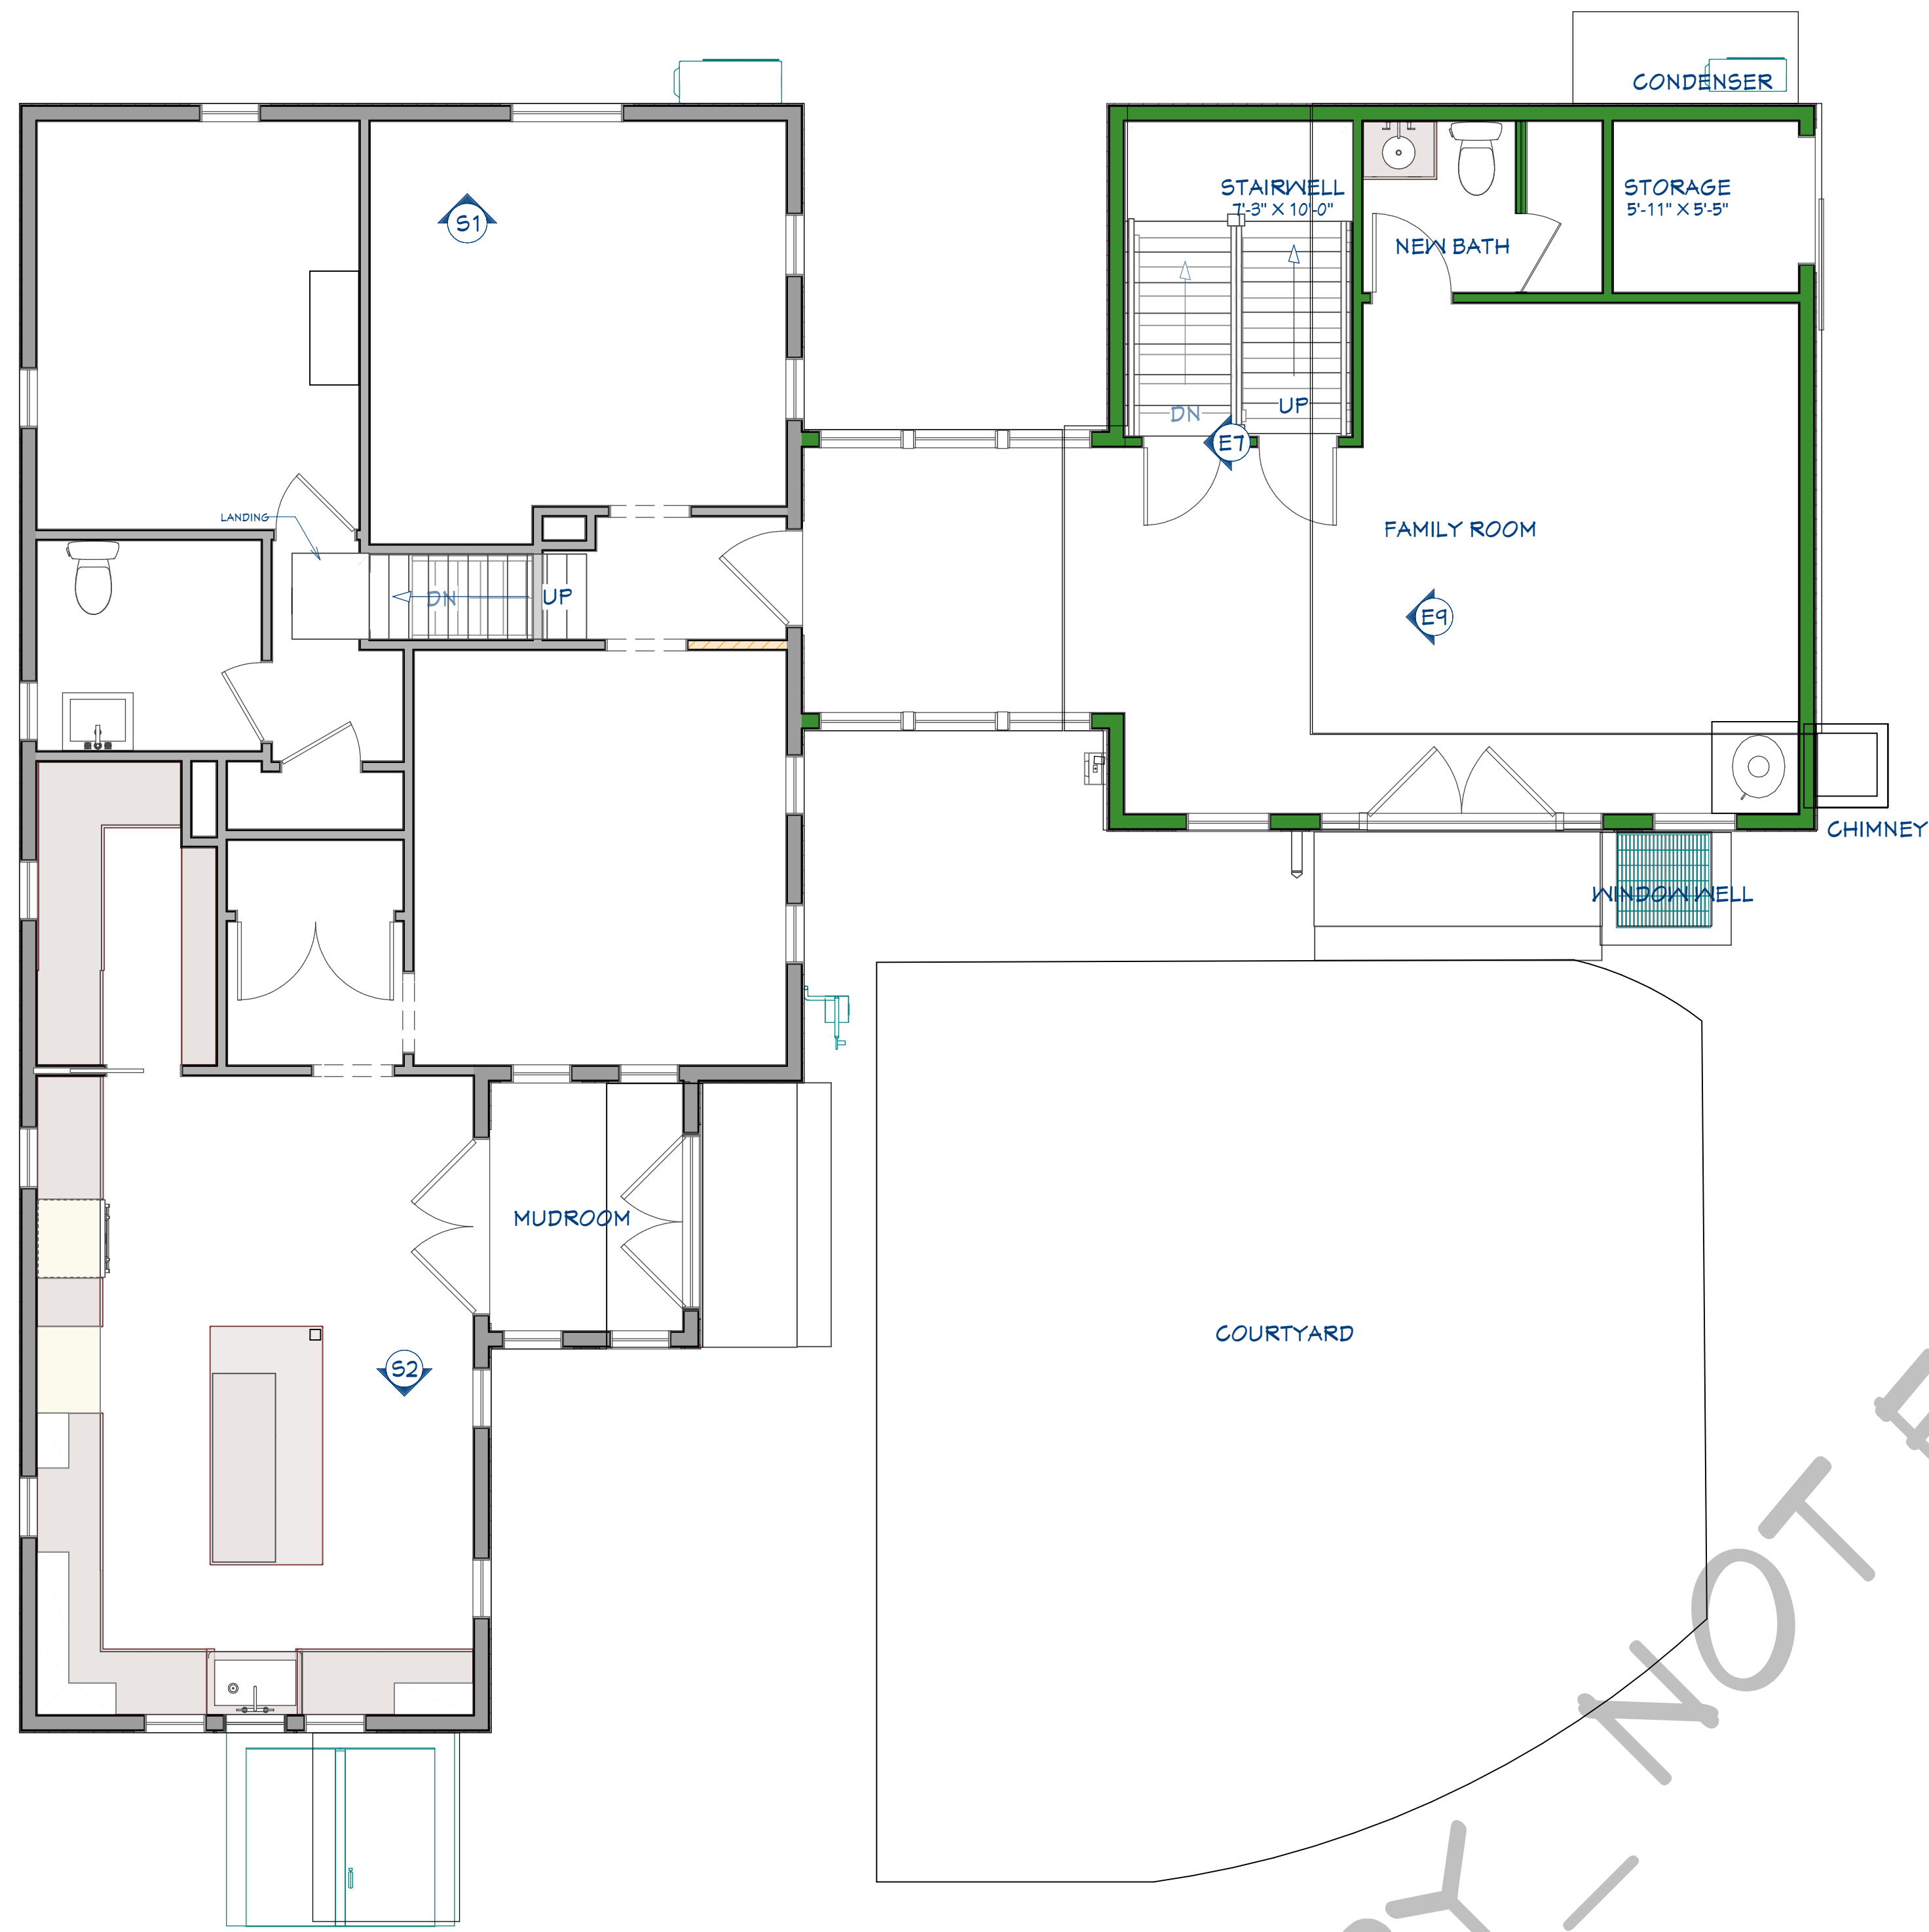 CONDENSER
STAIRWELL
7'-3" X 10'-0"
STORAGE
5'-11" X 5'-5"
S1
NEW BATH
DN
UP
E7
LANDING
FAMILY ROOM
DN
UP
E9
CHIMNEY
WINDOW WELL
MUDROOM
COURTYARD
S2
NOT